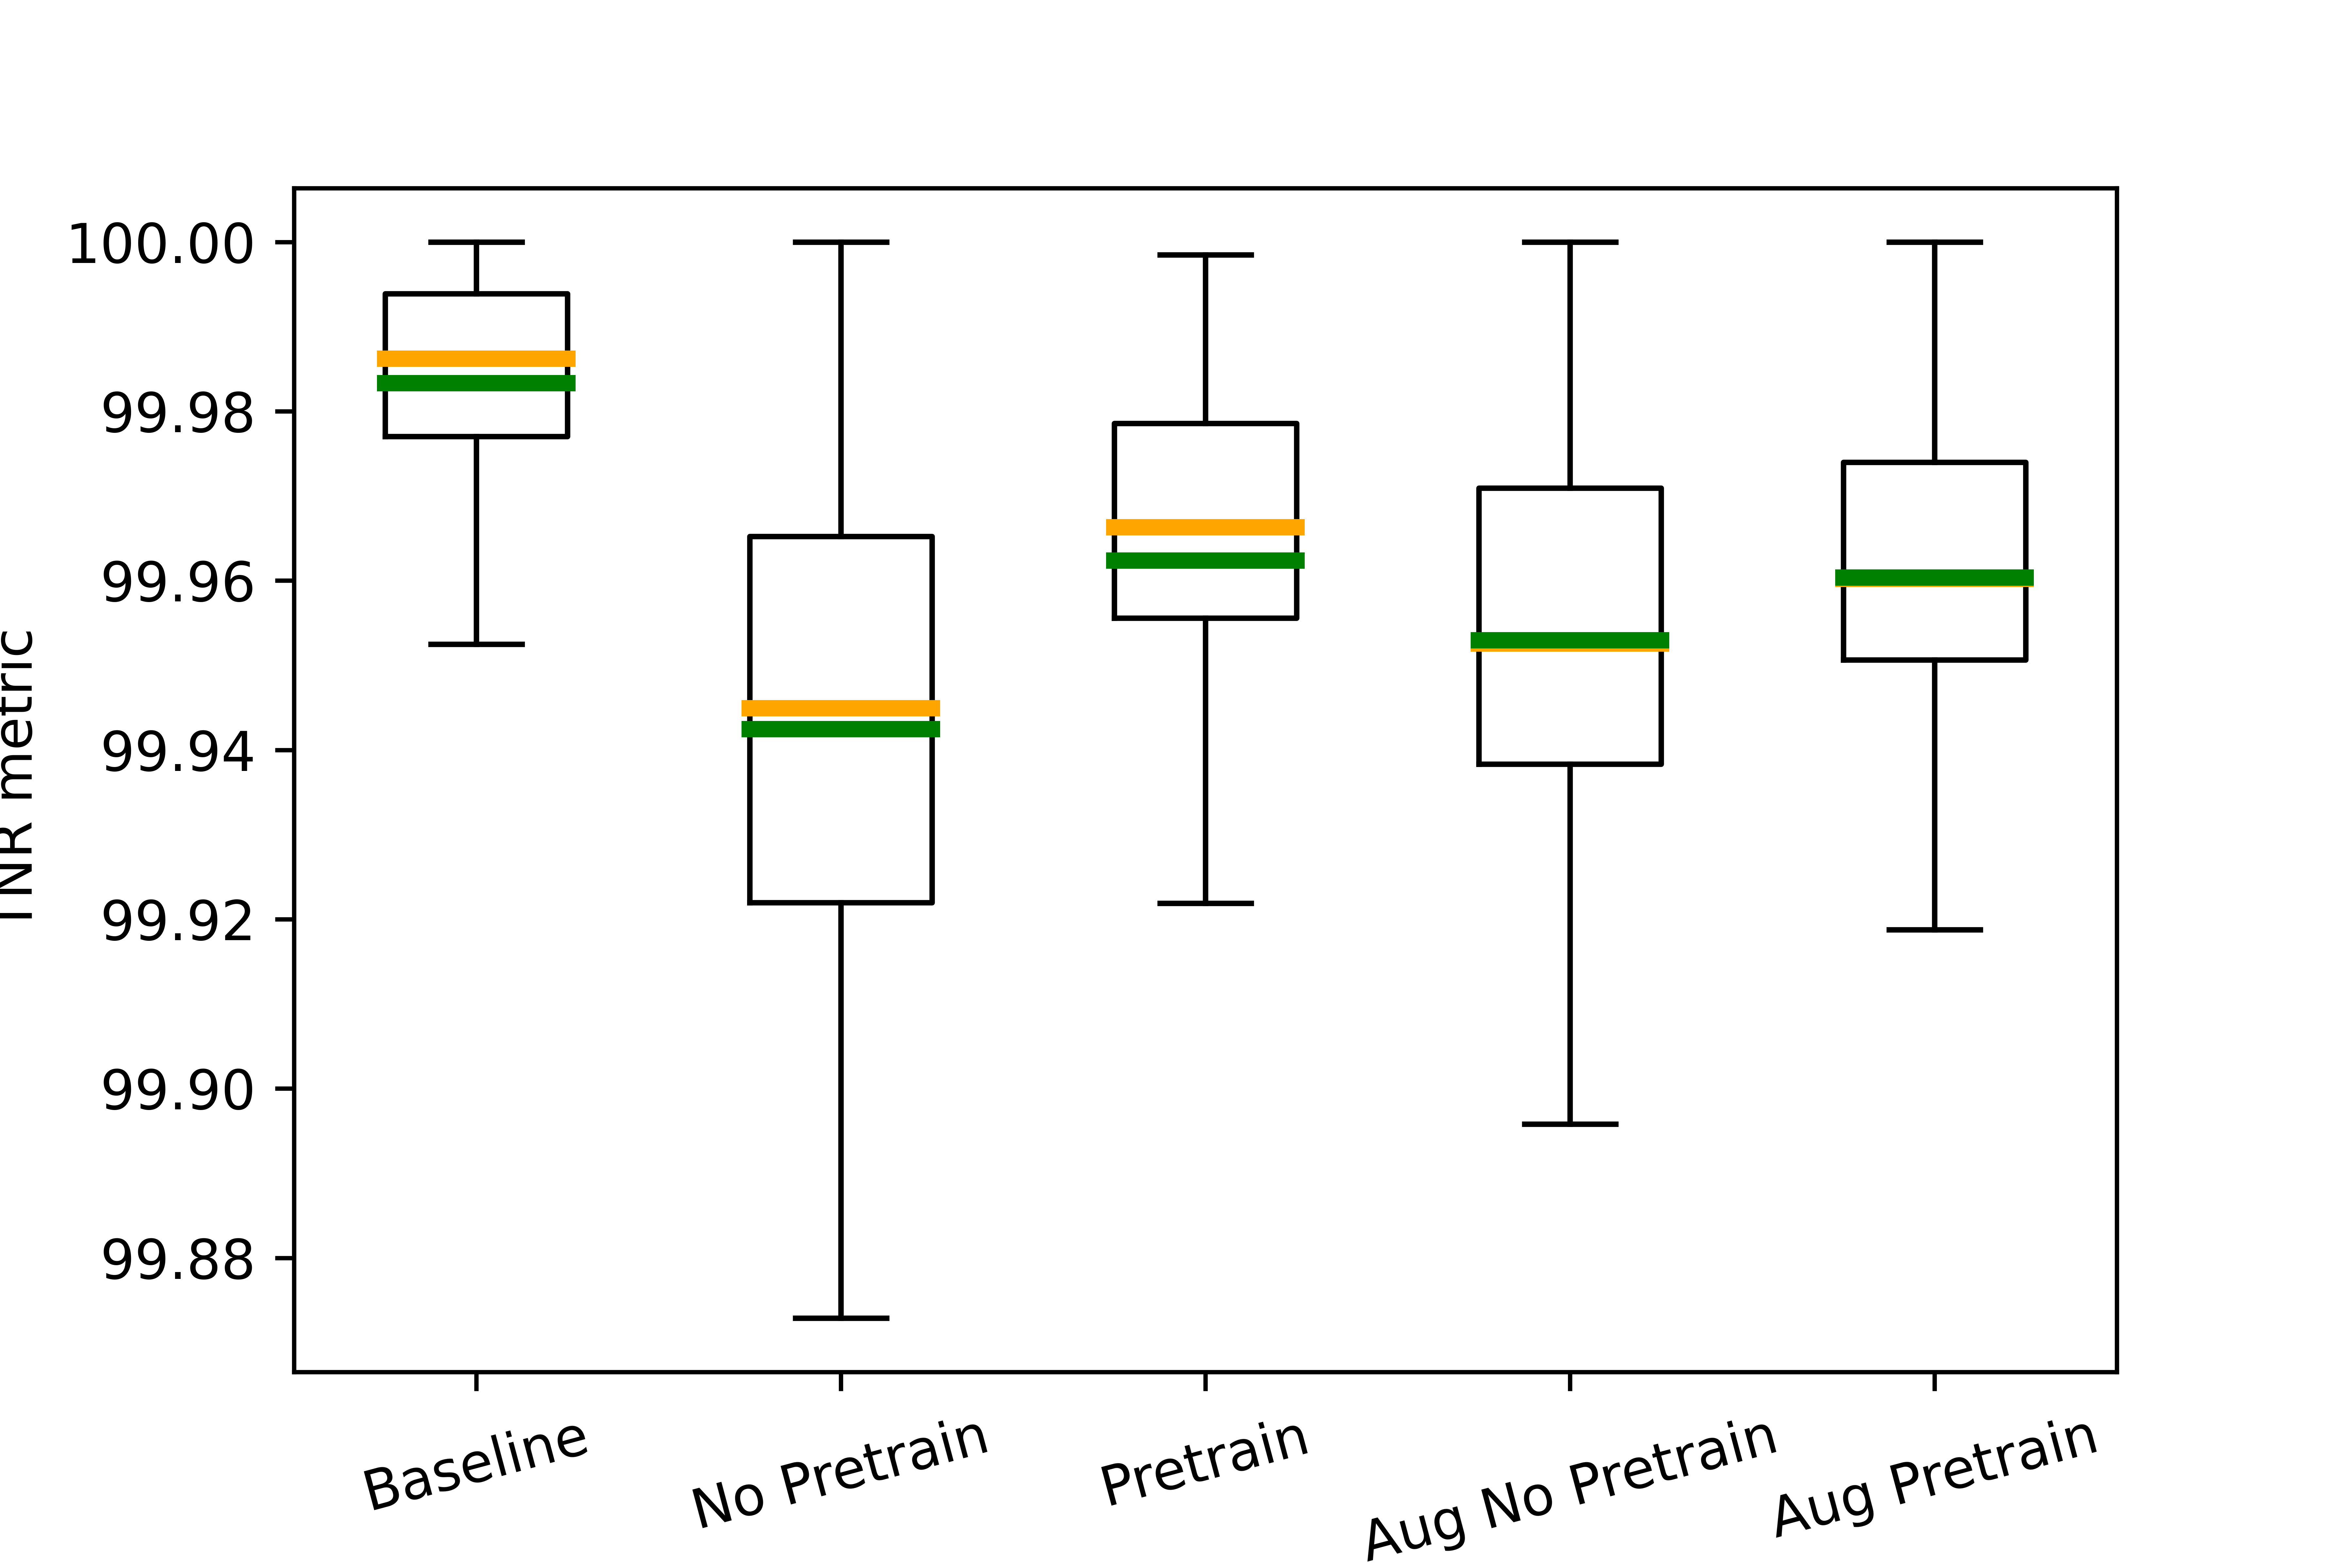 100.00
99.98
99.96
99.94
99.92
99.90
99.88
TNR metric
Baseline
No Pretrain
Pretrain
Aug No Pretrain
Aug Pretrain